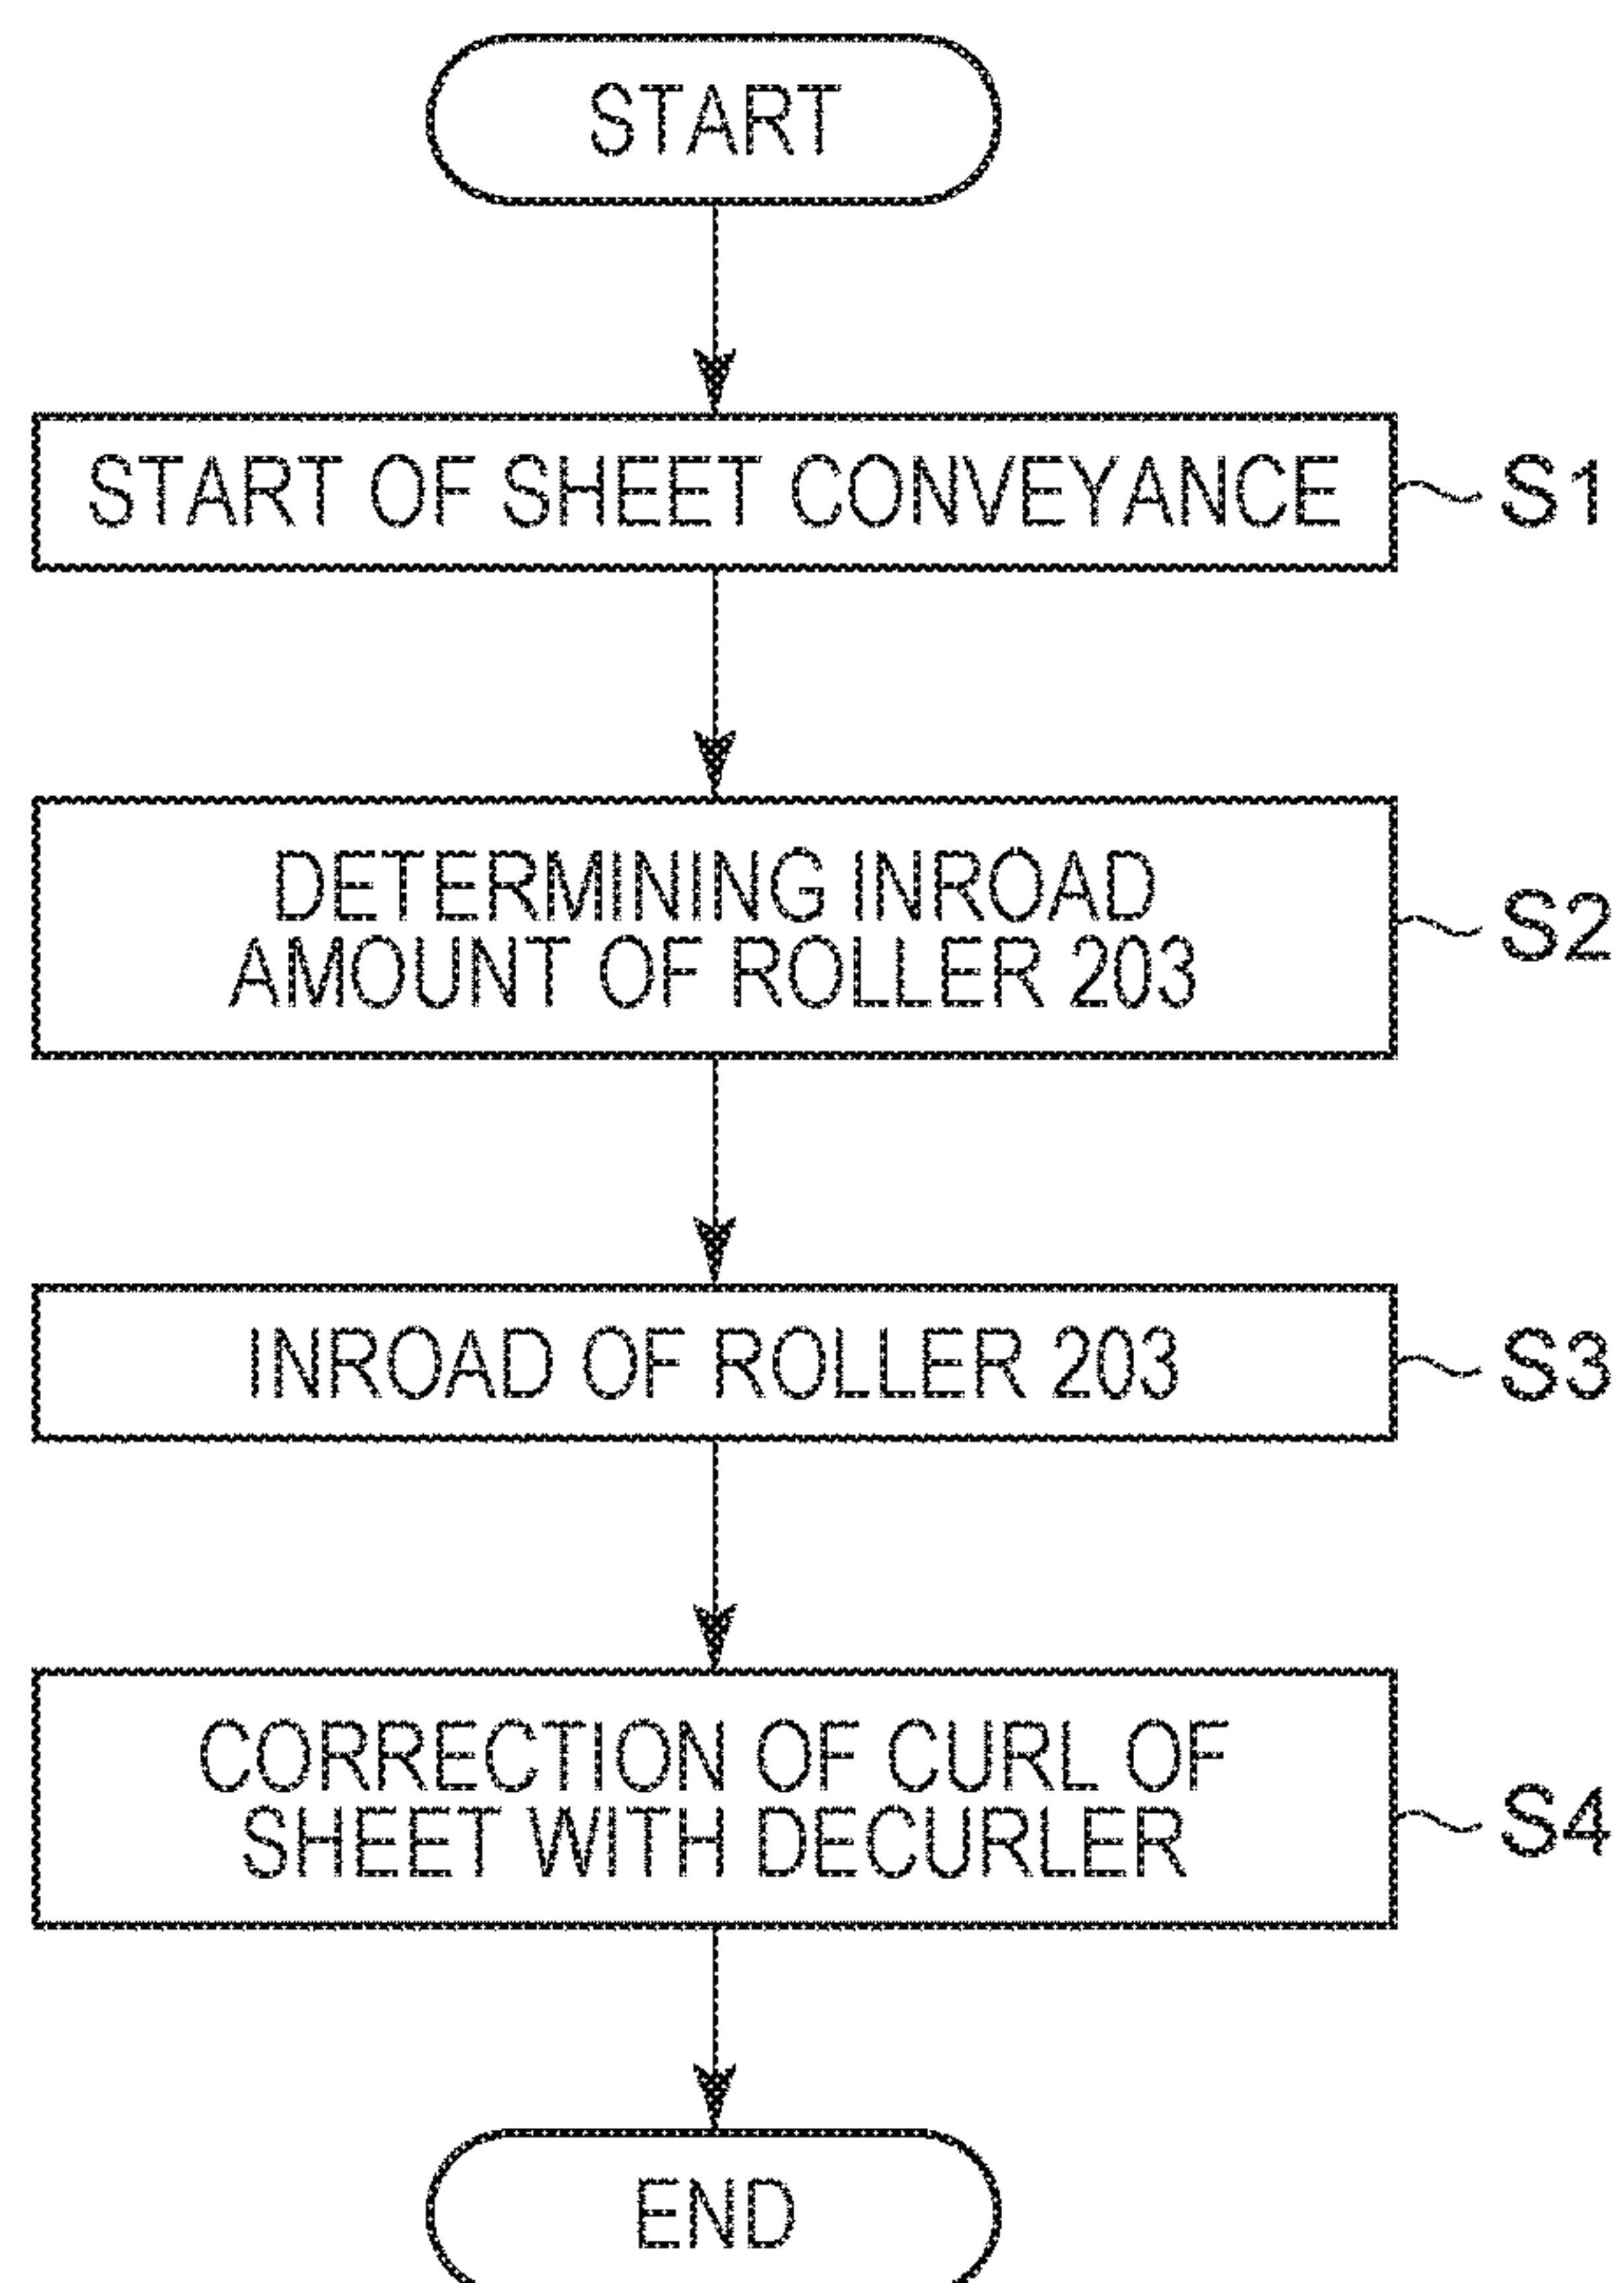 START
START OF SHEET CONVEYANCE
S1
DETERMINING INROAD
AMOUNT OF ROLLER 203
S2
INROAD OF ROLLER 203
S3
CORRECTION OF CURL OF
SHEET WITH DECURLER
S4
END